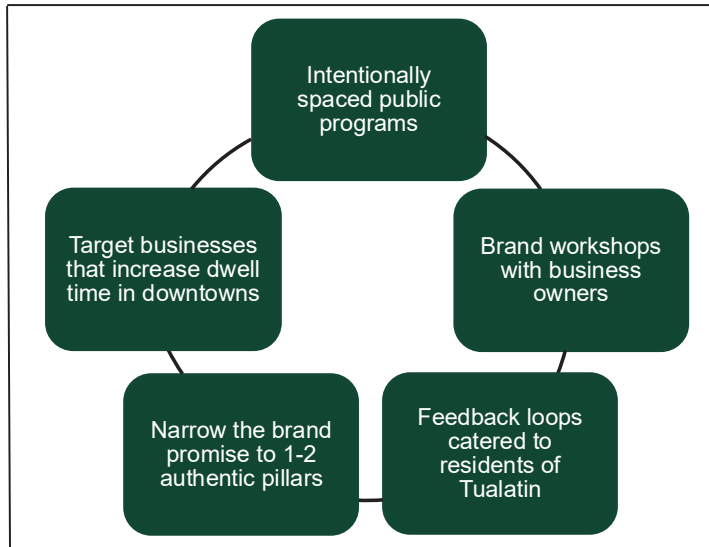 Intentionally
spaced public
programs
Brand workshops
with business
owners
Feedback loops
catered to
residents of
Tualatin
Narrow the brand
promise to 1-2
authentic pillars
Target businesses
that increase dwell
time in downtowns